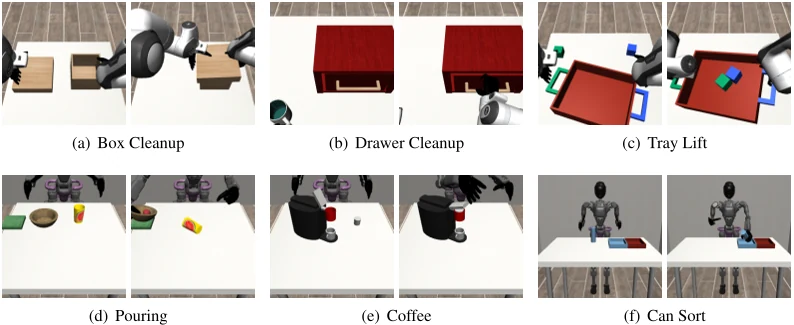 (a) Box Cleanup
(b) Drawer Cleanup
(c) Tray Lift
(d) Pouring
(e) Coffee
(f) Can Sort